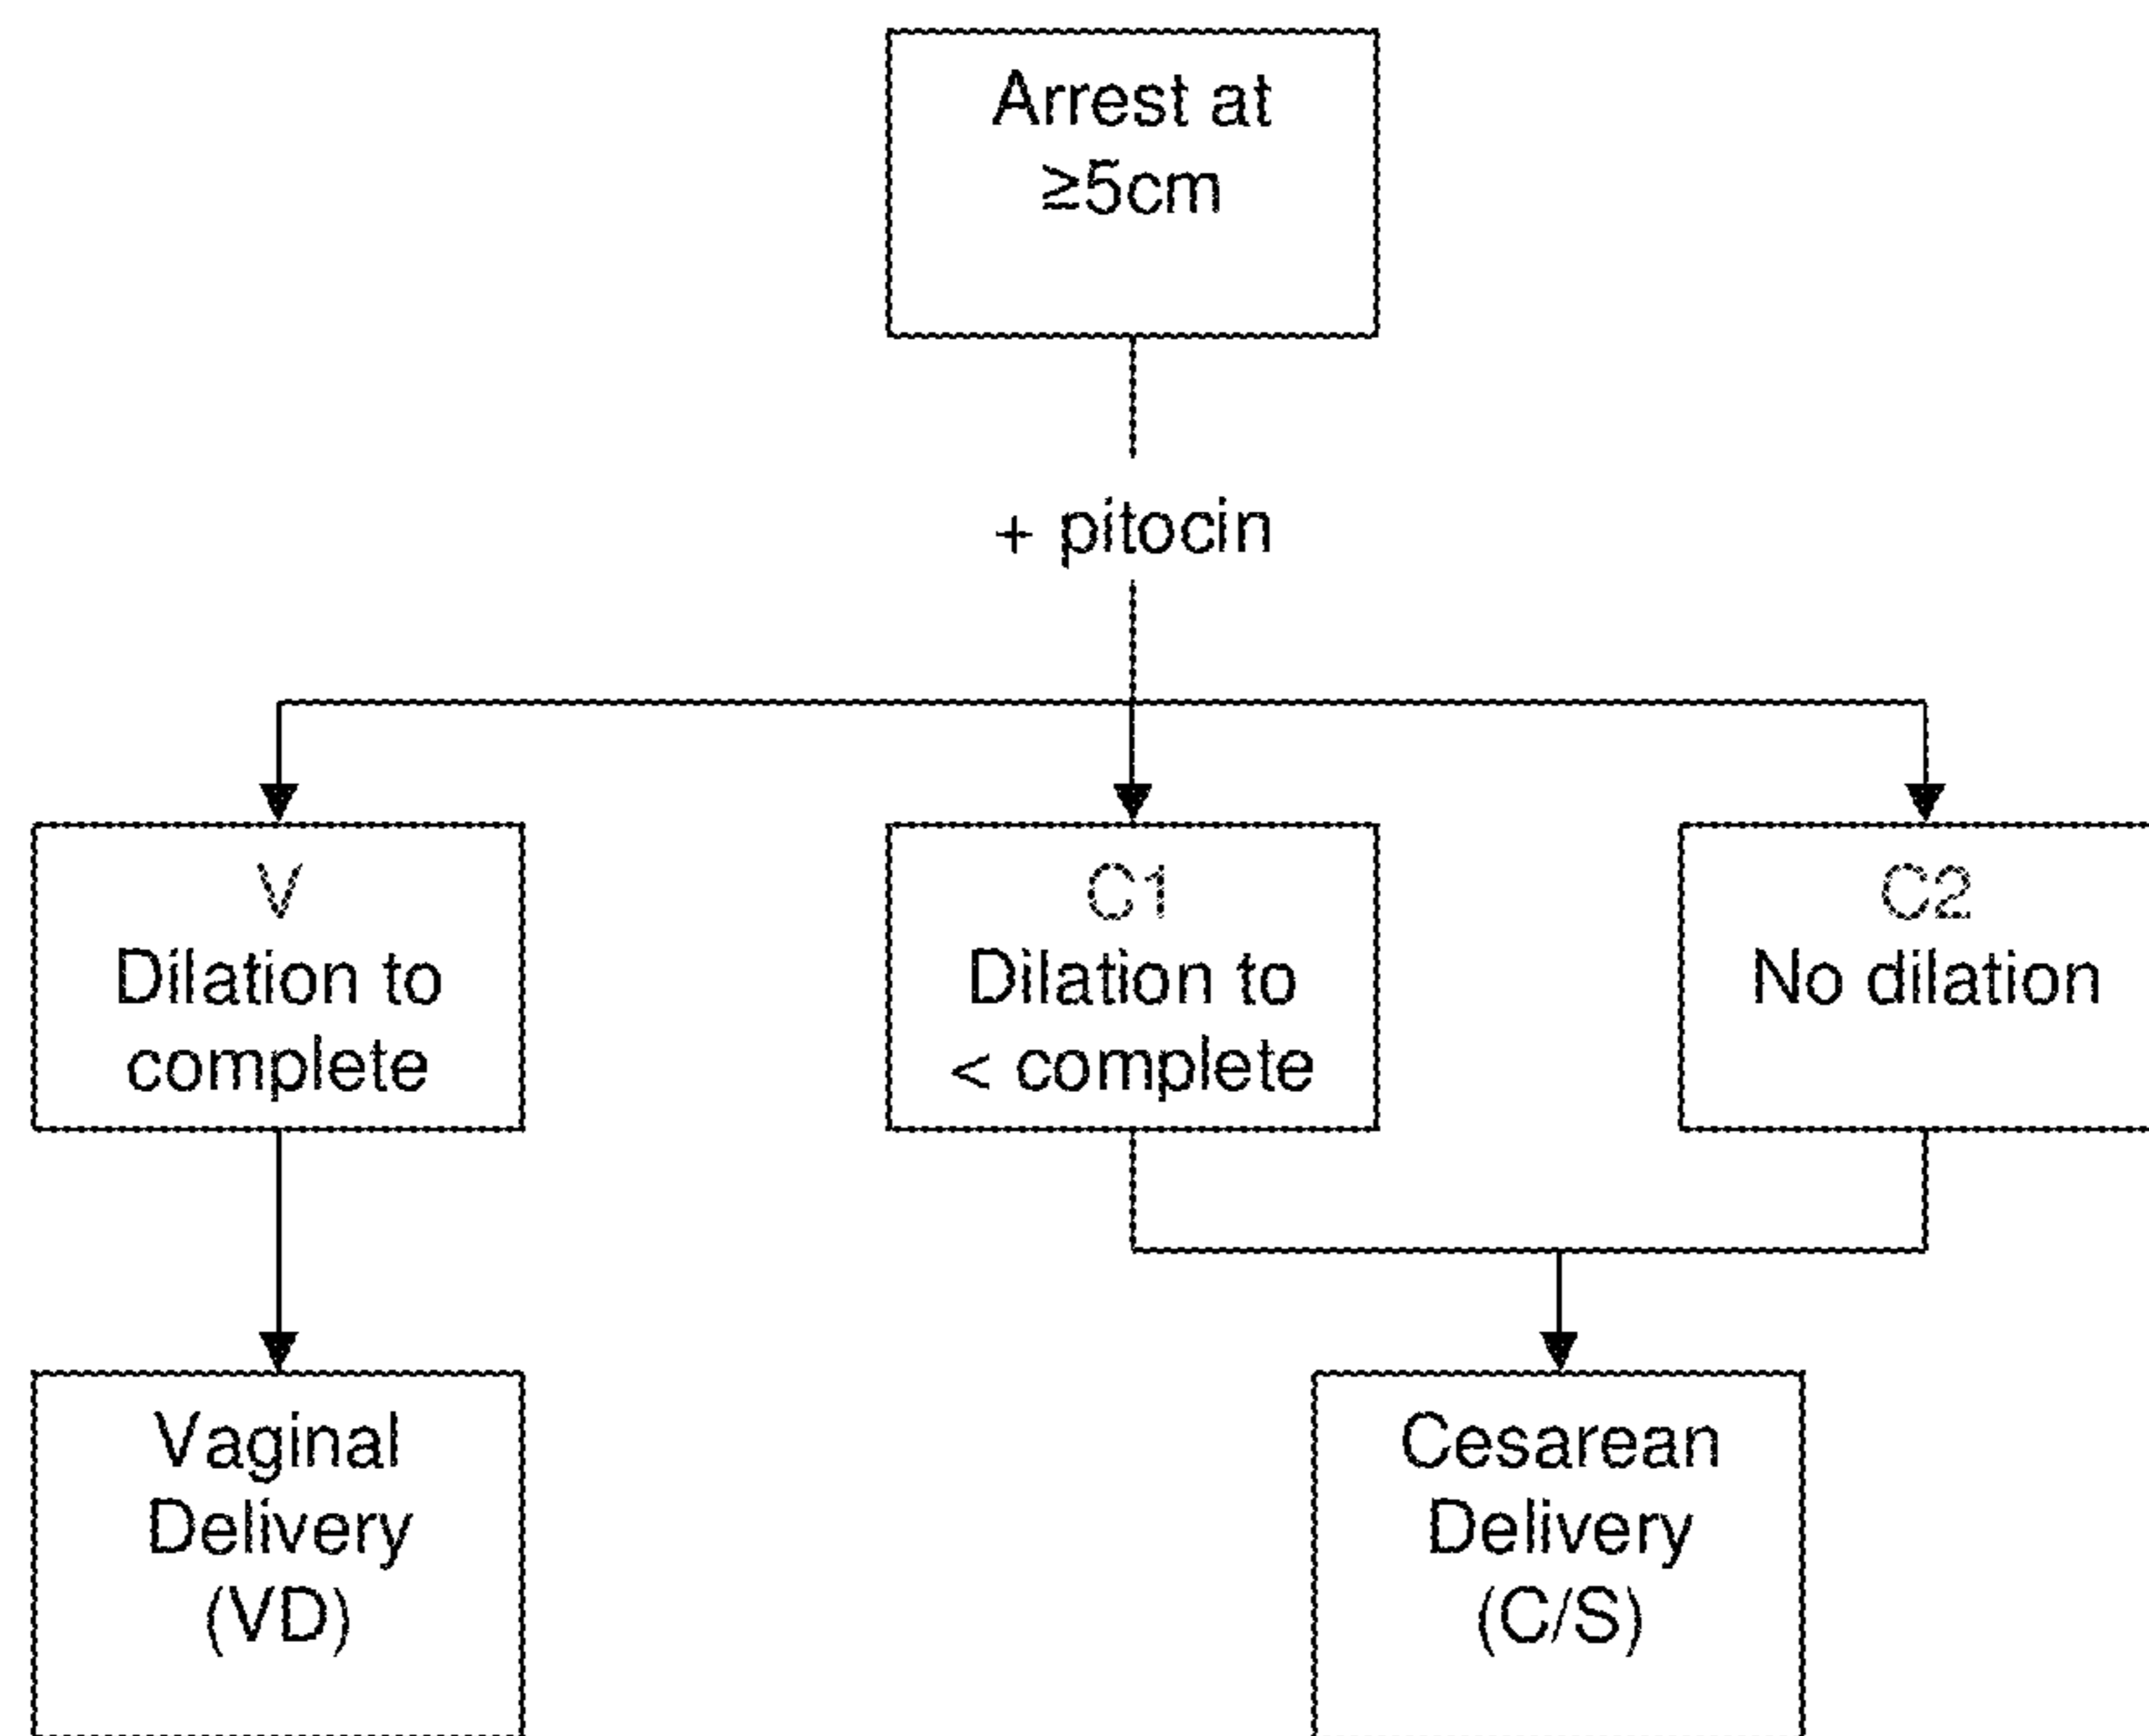 Arrest at
≥5cm
+ pitocin
V
Dilation to
complete
C1
Dilation to
< complete
C2
No dilation
Vaginal
Delivery
(VD)
Cesarean
Delivery
(C/S)